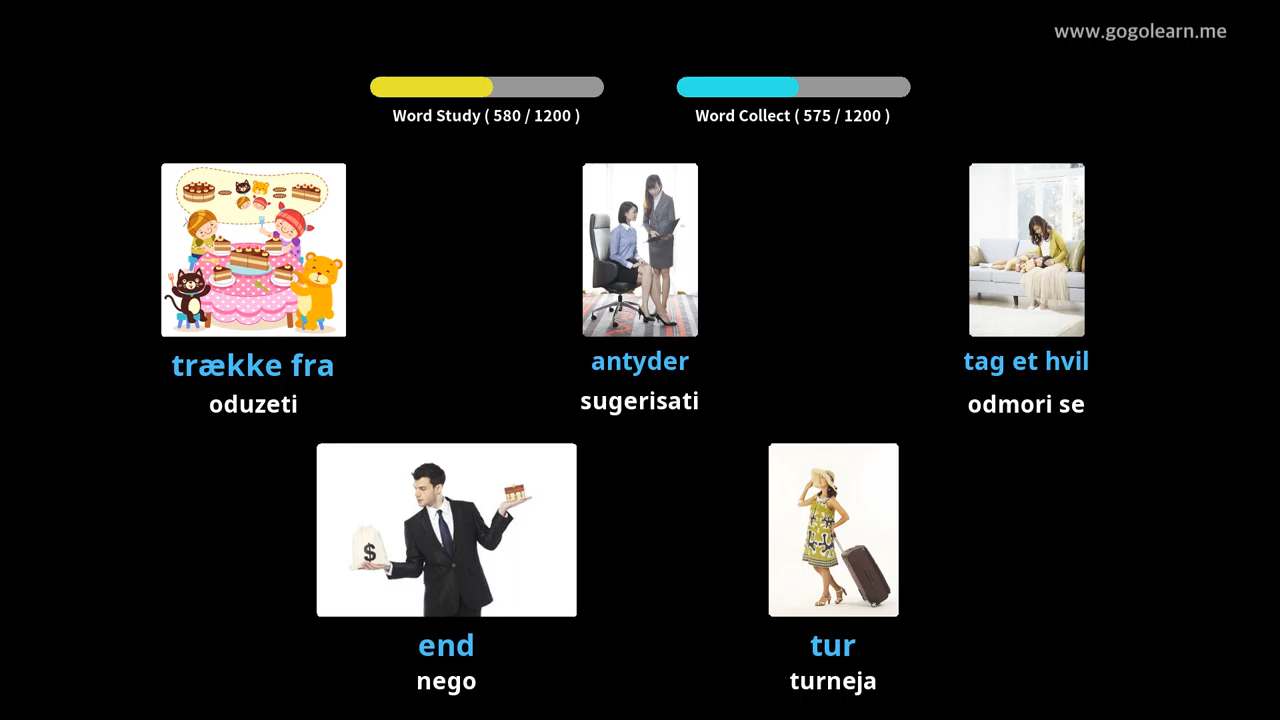 www.gogolearn.me
Word Study ( 580 / 1200 )
Word Collect ( 575 / 1200 )
trække fra
oduzeti
antyder
sugerisati
tag et hvil
odmori se
$
end
nego
tur
turneja